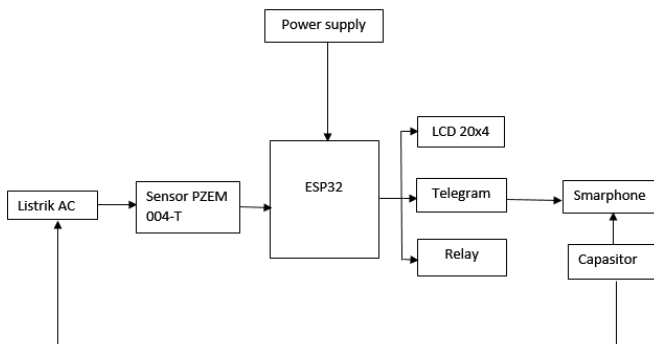 Power supply
LCD 20x4
ESP32
Listrik AC
Sensor PZEM
004-T
Telegram
Smarphone
Relay
Capasitor